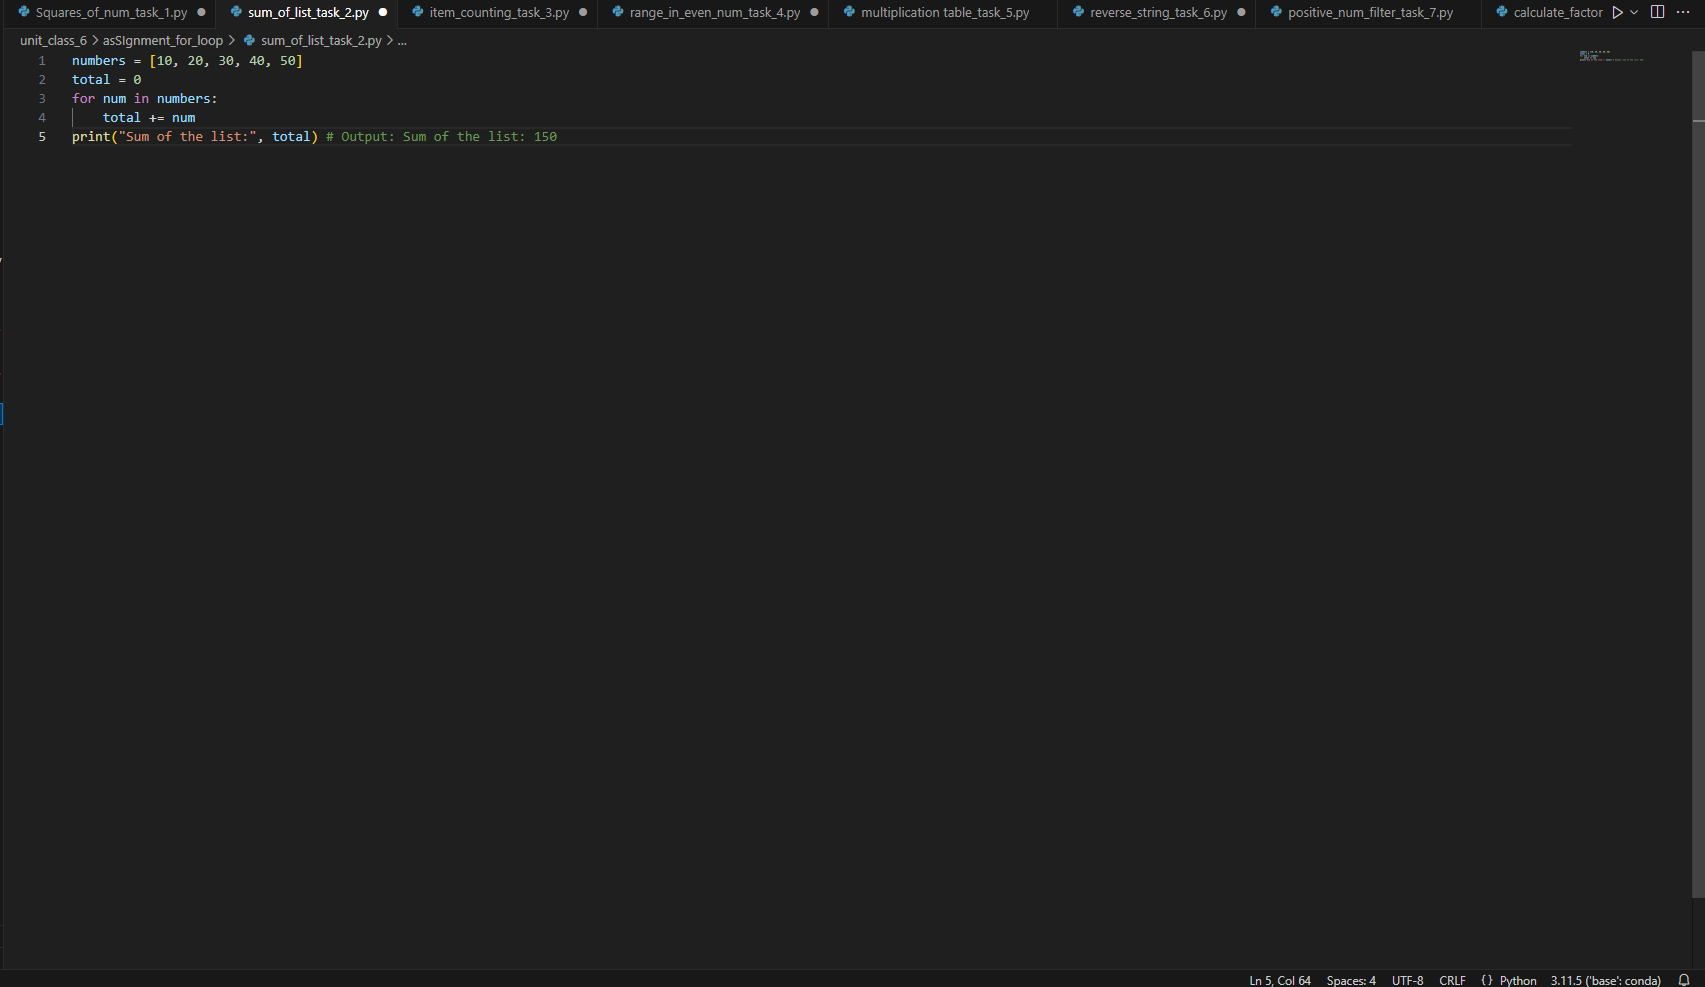 Squares_of_num_task_1.py sum_of_list_task_2.py item_counting_task_3.py range_in_even_num_task_4.py multiplication table_task_5.py reverse_string_task_6.py positive_num_filter_task_7.py calculate_factor
unit_class_6 > asSIgnment_for_loop > sum_of_list_task_2.py > ...
1 numbers = [10, 20, 30, 40, 50]
2 total = 0
3 for num in numbers:
4     total += num
5 print("Sum of the list:", total) # Output: Sum of the list: 150
Ln 5, Col 64 Spaces: 4 UTF-8 CRLF {} Python 3.11.5 ('base': conda)